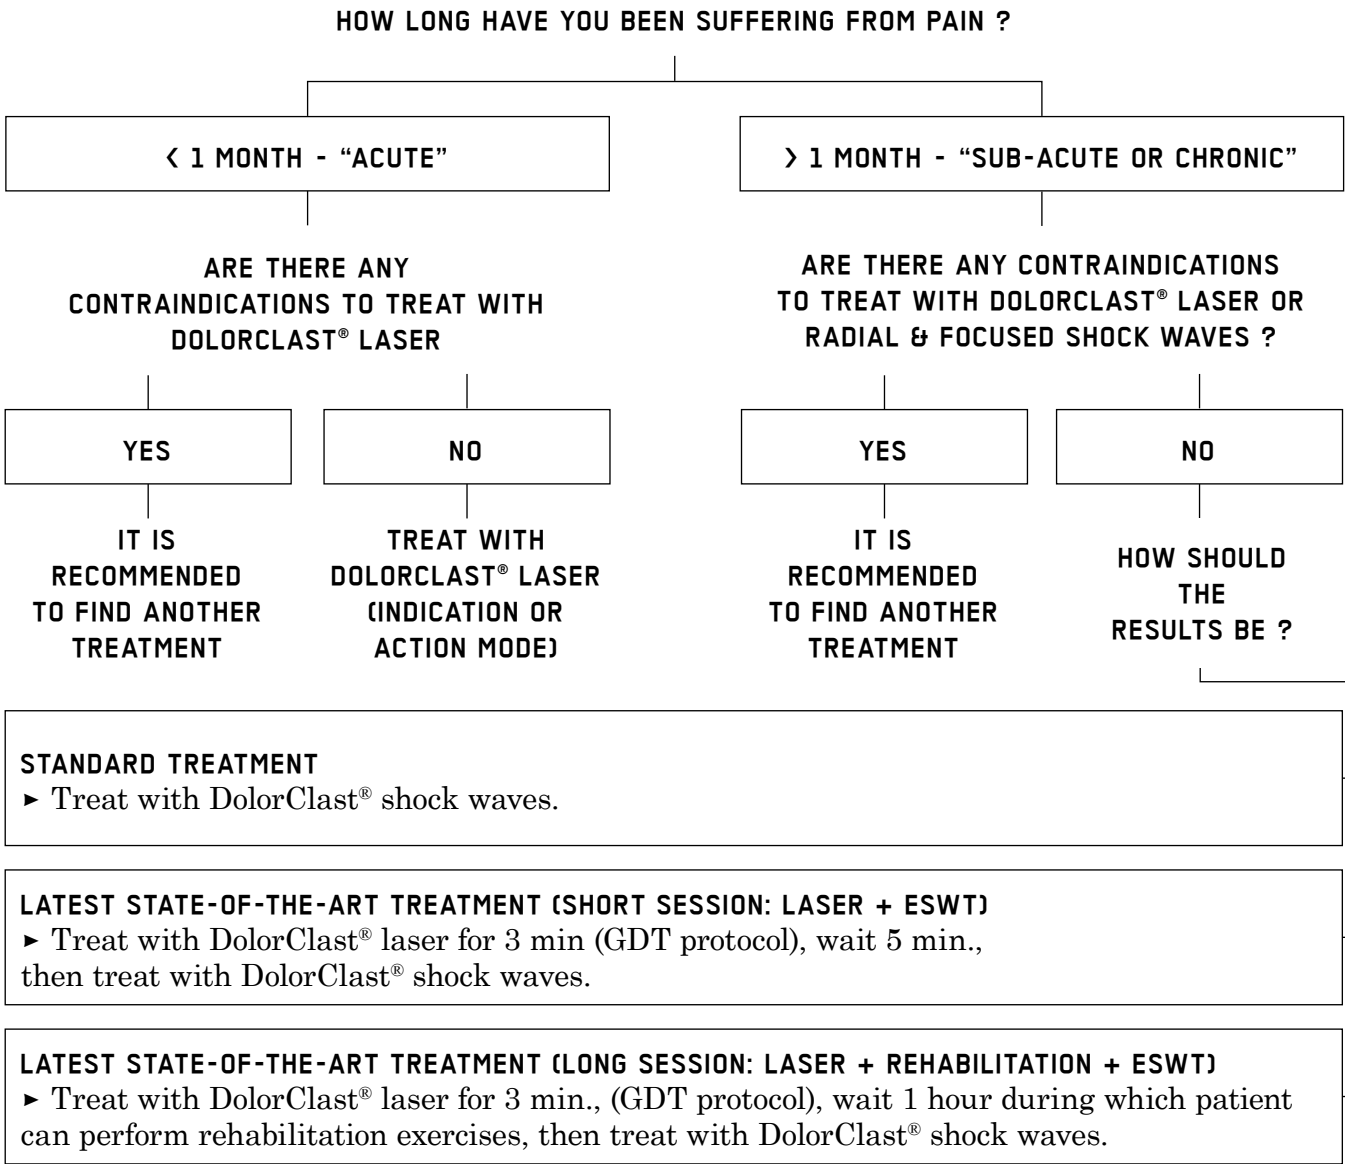 HOW LONG HAVE YOU BEEN SUFFERING FROM PAIN ?
< 1 MONTH - “ACUTE”
> 1 MONTH - “SUB-ACUTE OR CHRONIC”
ARE THERE ANY
CONTRAINDICATIONS TO TREAT WITH
DOLORCLAST® LASER
ARE THERE ANY CONTRAINDICATIONS
TO TREAT WITH DOLORCLAST® LASER OR
RADIAL & FOCUSED SHOCK WAVES ?
YES
NO
YES
NO
IT IS
RECOMMENDED
TO FIND ANOTHER
TREATMENT
TREAT WITH
DOLORCLAST® LASER
(INDICATION OR
ACTION MODE)
IT IS
RECOMMENDED
TO FIND ANOTHER
TREATMENT
HOW SHOULD
THE
RESULTS BE ?
STANDARD TREATMENT
► Treat with DolorClast® shock waves.
LATEST STATE-OF-THE-ART TREATMENT (SHORT SESSION: LASER + ESWT)
► Treat with DolorClast® laser for 3 min (GDT protocol), wait 5 min.,
then treat with DolorClast® shock waves.
LATEST STATE-OF-THE-ART TREATMENT (LONG SESSION: LASER + REHABILITATION + ESWT)
► Treat with DolorClast® laser for 3 min., (GDT protocol), wait 1 hour during which patient
can perform rehabilitation exercises, then treat with DolorClast® shock waves.